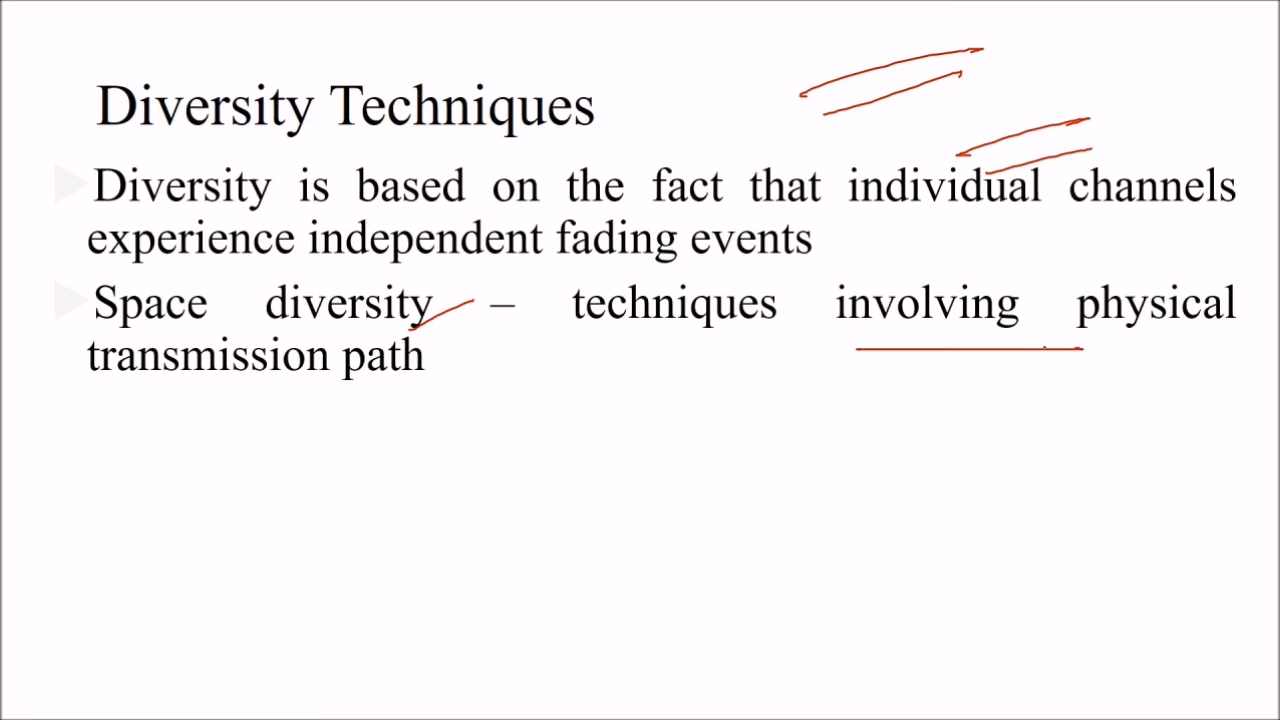 Diversity Techniques
Diversity is based on the fact that individual channels
experience independent fading events
Space diversity – techniques involving physical
transmission path